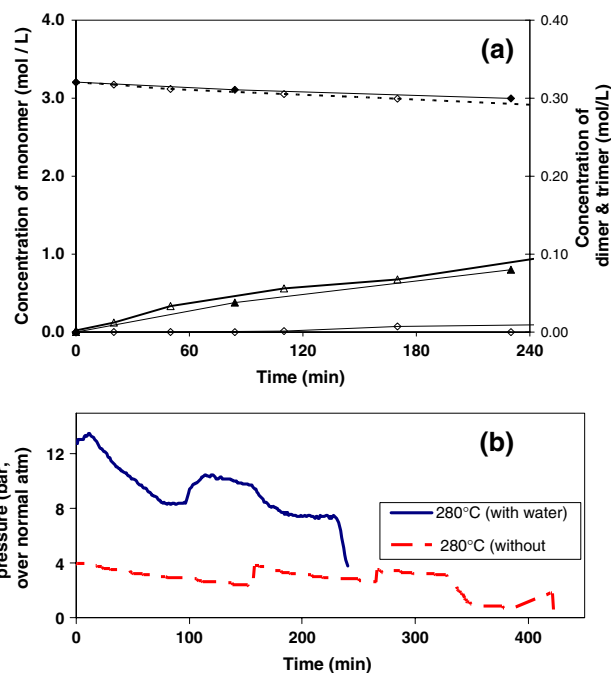 (a)
Concentration of monomer (mol / L)
4.0
3.0
2.0
1.0
0.0
0.40
0.30
0.20
0.10
0.00
Concentration of
dimer & trimer (mol/L)
0
60
120
180
240
Time (min)
(b)
pressure (bar,
over normal atm)
12
8
4
0
280°C (with water)
280°C (without
0
100
200
300
400
Time (min)